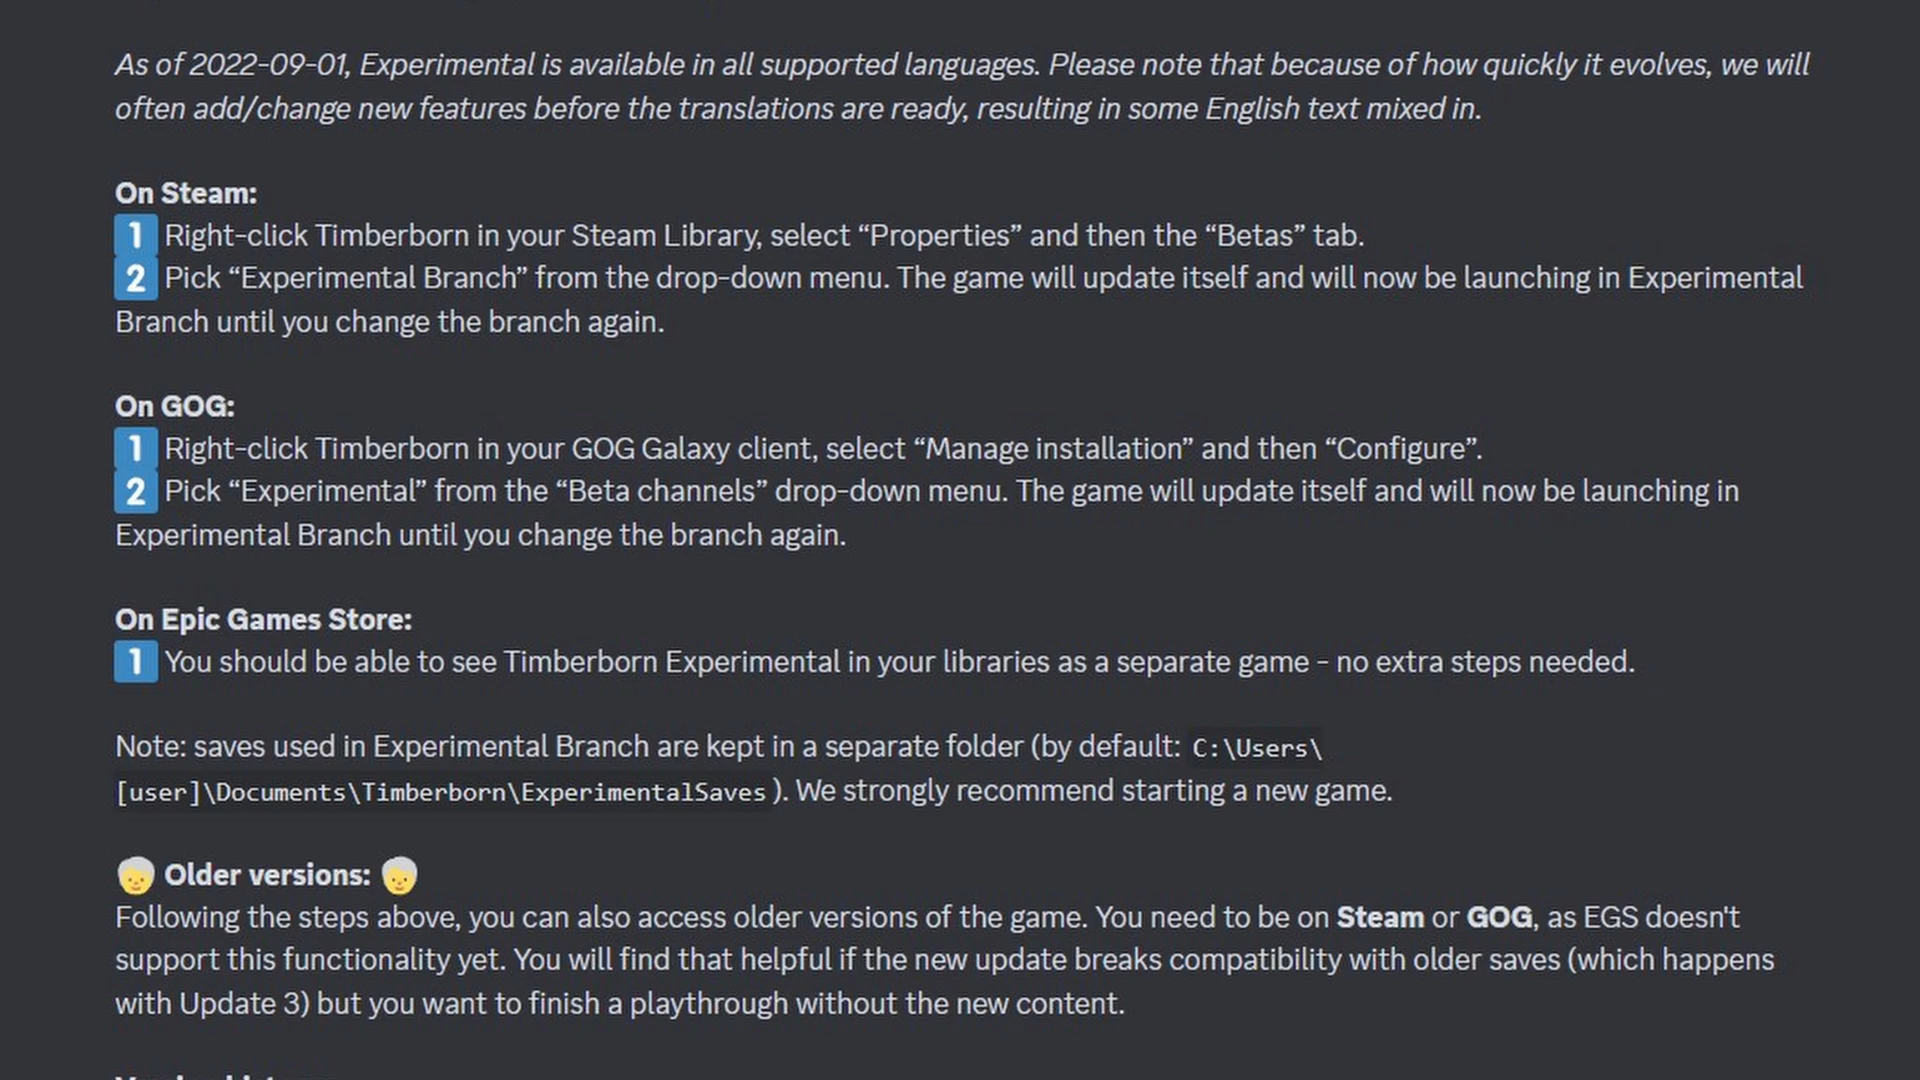 As of 2022-09-01, Experimental is available in all supported languages. Please note that because of how quickly it evolves, we will
often add/change new features before the translations are ready, resulting in some English text mixed in.
On Steam:
1 Right-click Timberborn in your Steam Library, select “Properties” and then the “Betas” tab.
2 Pick “Experimental Branch” from the drop-down menu. The game will update itself and will now be launching in Experimental
Branch until you change the branch again.
On GOG:
1 Right-click Timberborn in your GOG Galaxy client, select “Manage installation” and then “Configure”.
2 Pick “Experimental” from the “Beta channels” drop-down menu. The game will update itself and will now be launching in
Experimental Branch until you change the branch again.
On Epic Games Store:
1 You should be able to see Timberborn Experimental in your libraries as a separate game - no extra steps needed.
Note: saves used in Experimental Branch are kept in a separate folder (by default: C:\Users\
[user]\Documents\Timberborn\ExperimentalSaves). We strongly recommend starting a new game.
Older versions:
Following the steps above, you can also access older versions of the game. You need to be on Steam or GOG, as EGS doesn't
support this functionality yet. You will find that helpful if the new update breaks compatibility with older saves (which happens
with Update 3) but you want to finish a playthrough without the new content.